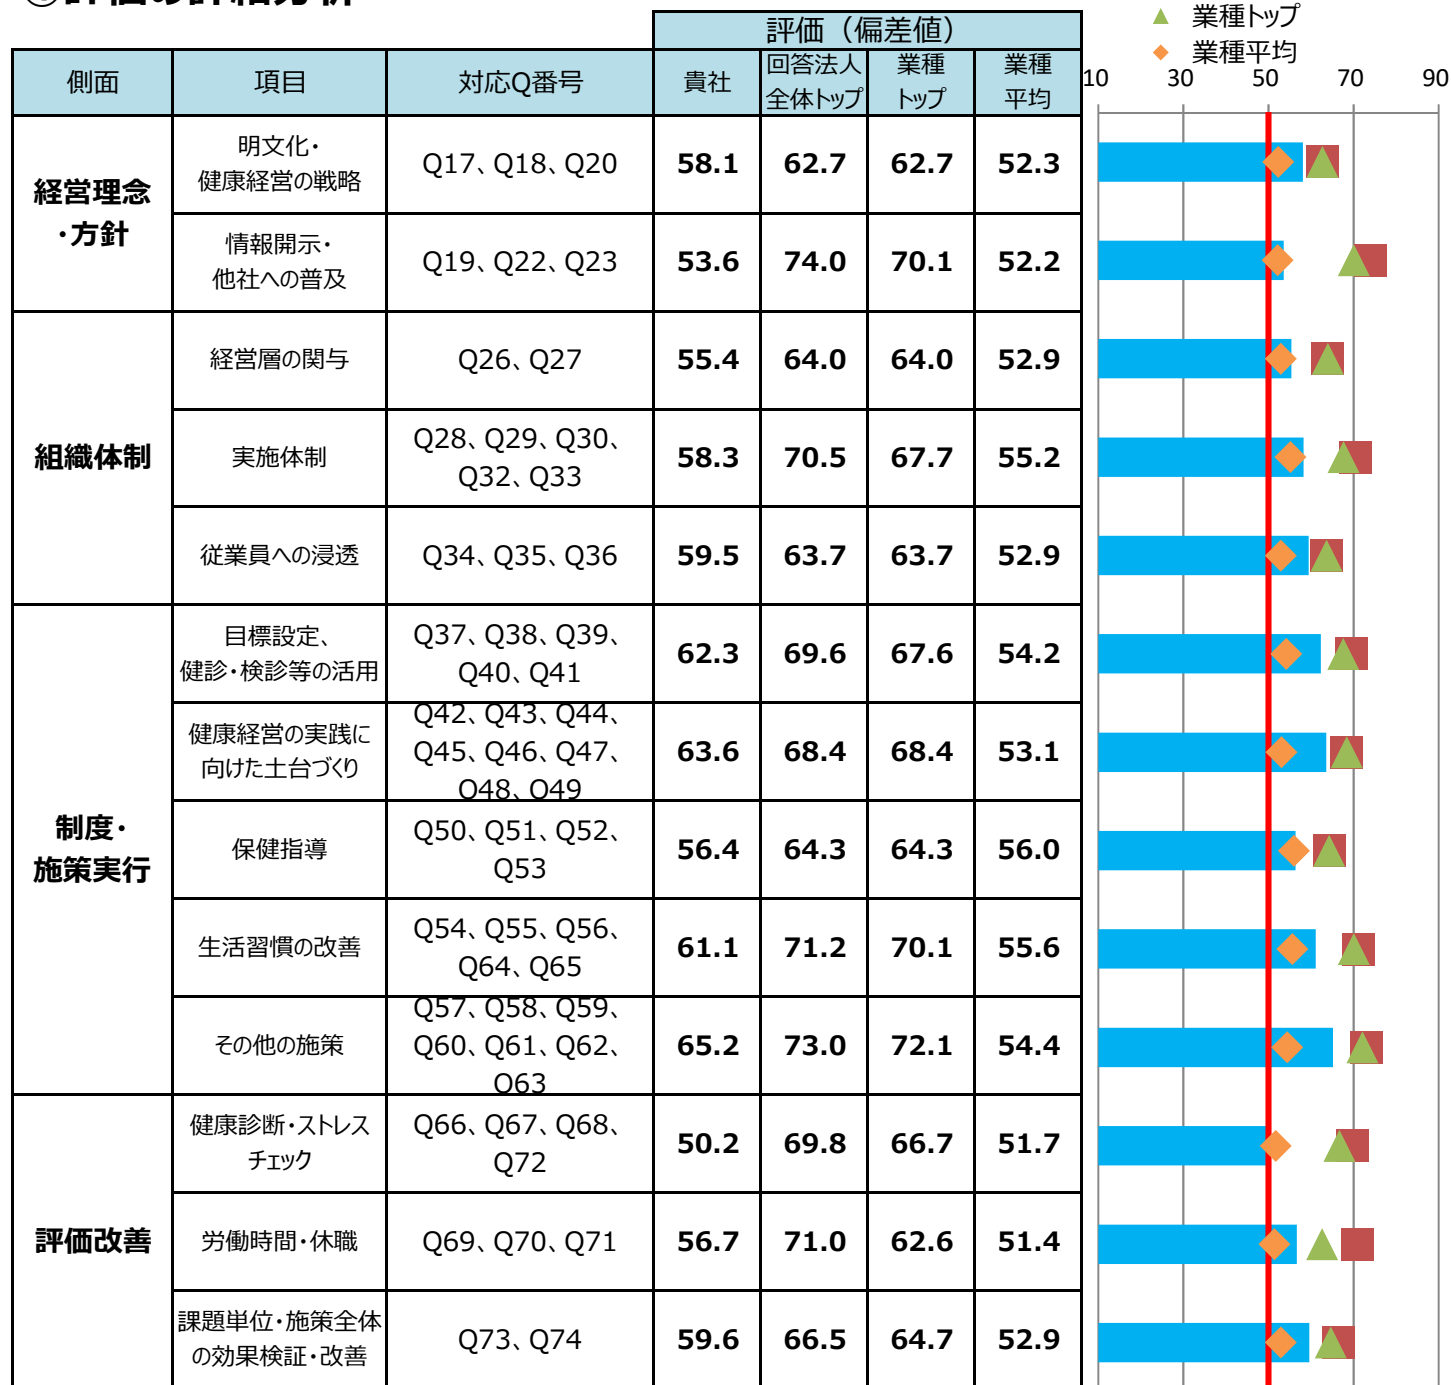 ①評価の詳細分析
▲ 業種トップ
◆ 業種平均
評価（偏差値）
側面 項目 対応Q番号 貴社 回答法人 業種 業種
全体トップ トップ 平均
10 30 50 70 90
経営理念
・方針
明文化・
健康経営の戦略
Q17、Q18、Q20 58.1 62.7 62.7 52.3
情報開示・
他社への普及
Q19、Q22、Q23 53.6 74.0 70.1 52.2
組織体制
経営層の関与 Q26、Q27 55.4 64.0 64.0 52.9
実施体制
Q28、Q29、Q30、
Q32、Q33
58.3 70.5 67.7 55.2
従業員への浸透 Q34、Q35、Q36 59.5 63.7 63.7 52.9
制度・
施策実行
目標設定、
健診・検診等の活用
Q37、Q38、Q39、
Q40、Q41
62.3 69.6 67.6 54.2
健康経営の実践に
向けた土台づくり
Q42、Q43、Q44、
Q45、Q46、Q47、
Q48、Q49
63.6 68.4 68.4 53.1
保健指導
Q50、Q51、Q52、
Q53
56.4 64.3 64.3 56.0
生活習慣の改善
Q54、Q55、Q56、
Q64、Q65
61.1 71.2 70.1 55.6
その他の施策
Q57、Q58、Q59、
Q60、Q61、Q62、
Q63
65.2 73.0 72.1 54.4
評価改善
健康診断・ストレス
チェック
Q66、Q67、Q68、
Q72
50.2 69.8 66.7 51.7
労働時間・休職 Q69、Q70、Q71 56.7 71.0 62.6 51.4
課題単位・施策全体
の効果検証・改善
Q73、Q74 59.6 66.5 64.7 52.9